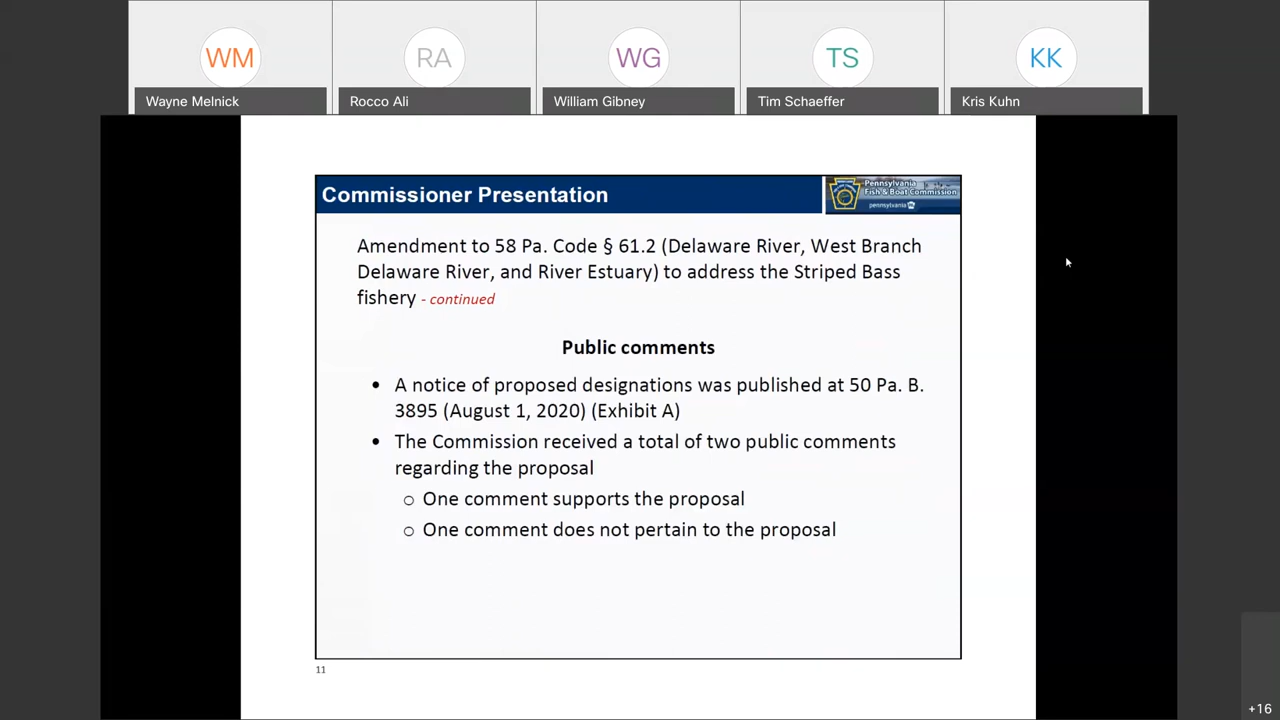 WM
RA
WG
TS
KK
Wayne Melnick
Rocco Ali
William Gibney
Tim Schaeffer
Kris Kuhn
Commissioner Presentation
Pennsylvania
Fish & Boat Commission
pennsylvania
Amendment to 58 Pa. Code § 61.2 (Delaware River, West Branch
Delaware River, and River Estuary) to address the Striped Bass
fishery - continued
Public comments
• A notice of proposed designations was published at 50 Pa. B.
3895 (August 1, 2020) (Exhibit A)
• The Commission received a total of two public comments
regarding the proposal
o One comment supports the proposal
o One comment does not pertain to the proposal
11
+16